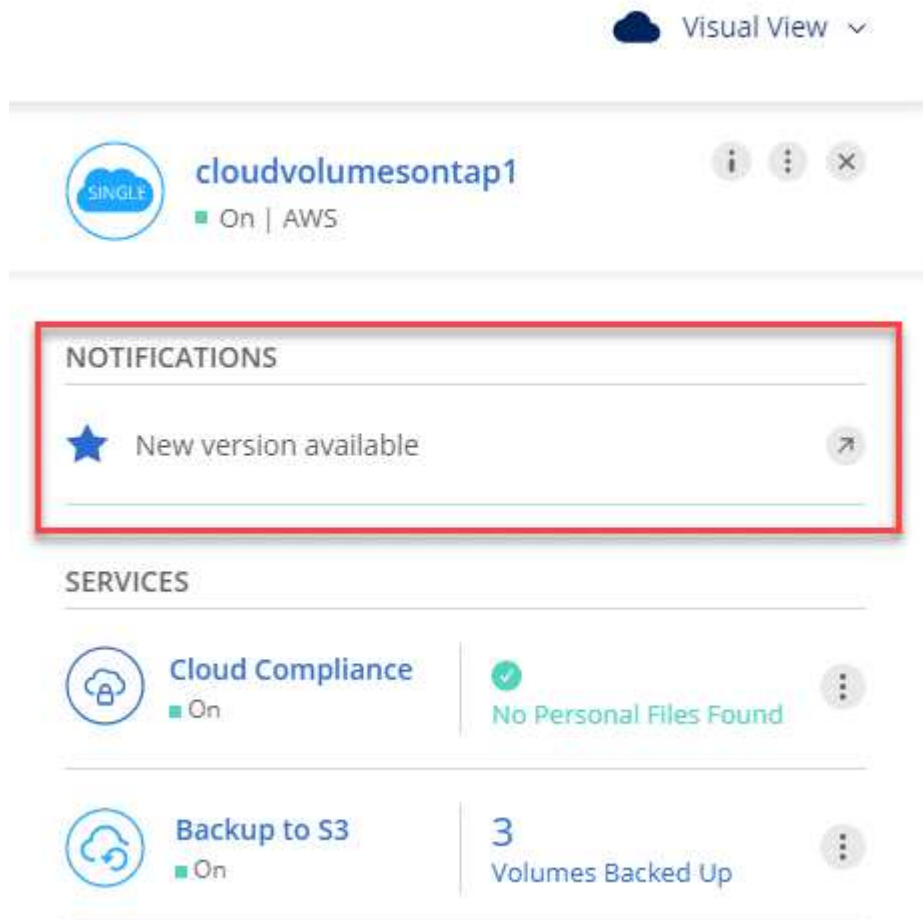 Visual View
SINGLE
cloudvolumesontap1
On | AWS
NOTIFICATIONS
New version available
SERVICES
Cloud Compliance
On
No Personal Files Found
Backup to S3
On
3
Volumes Backed Up